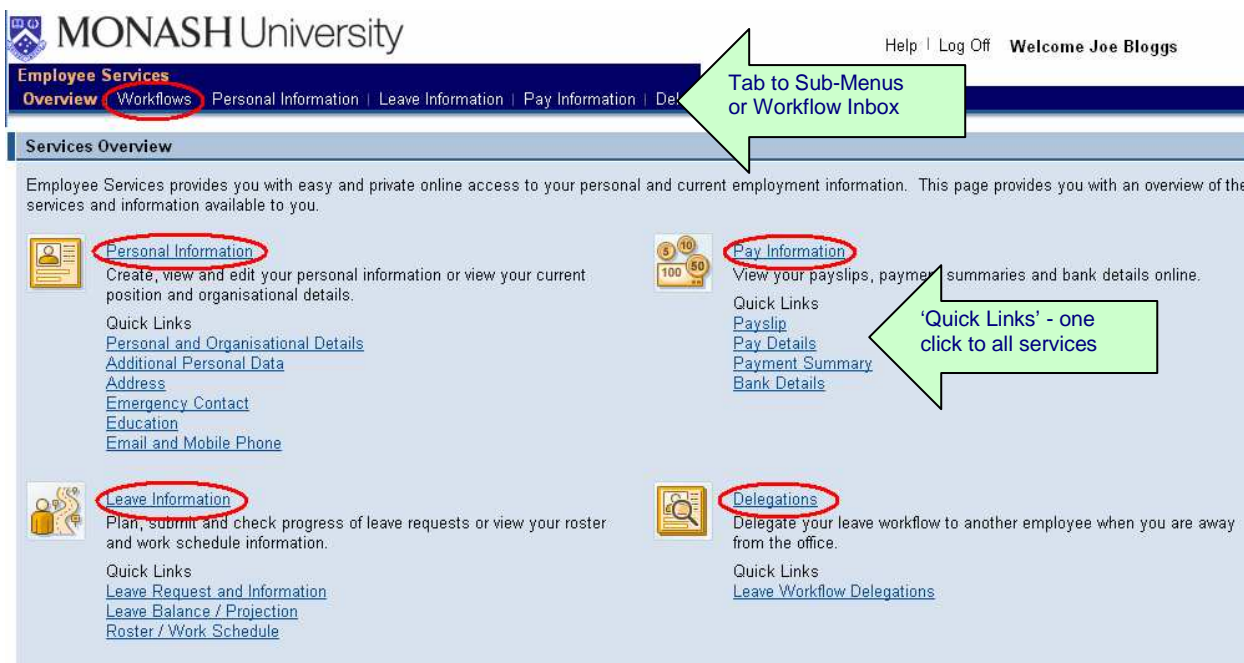 MONASH University
Help | Log Off Welcome Joe Bloggs
Employee Services
Overview | Workflows | Personal Information | Leave Information | Pay Information | Del
Tab to Sub-Menus
or Workflow Inbox
Services Overview
Employee Services provides you with easy and private online access to your personal and current employment information. This page provides you with an overview of the
services and information available to you.
Personal Information
Create, view and edit your personal information or view your current
position and organisational details.
Quick Links
Personal and Organisational Details
Additional Personal Data
Address
Emergency Contact
Education
Email and Mobile Phone
5 10
100 50
Pay Information
View your payslips, payment summaries and bank details online.
Quick Links
Payslip
Pay Details
Payment Summary
Bank Details
‘Quick Links’ - one
click to all services
Leave Information
Plan, submit and check progress of leave requests or view your roster
and work schedule information.
Quick Links
Leave Request and Information
Leave Balance / Projection
Roster / Work Schedule
Delegations
Delegate your leave workflow to another employee when you are away
from the office.
Quick Links
Leave Workflow Delegations